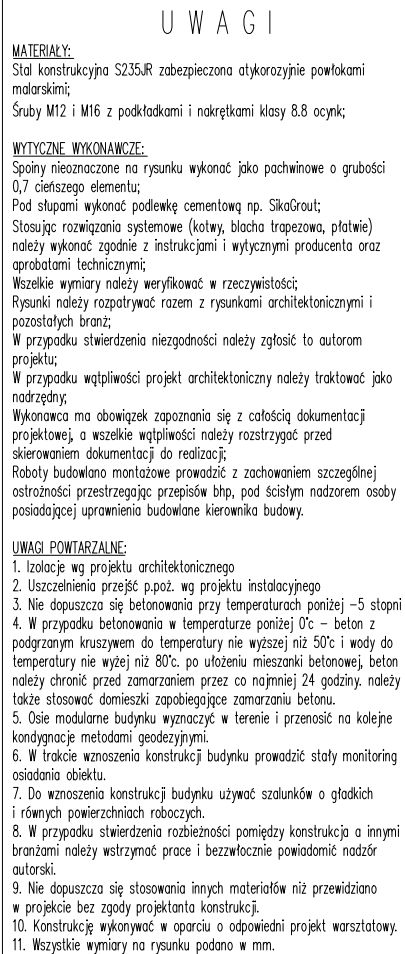 U W A G I
MATERIAŁY:
Stal konstrukcyjna S235JR zabezpieczona atykorozyjnie powłokami
malarskimi;
Śruby M12 i M16 z podkładkami i nakrętkami klasy 8.8 ocynk;
WYTYCZNE WYKONAWCZE:
Spoiny nieoznaczone na rysunku wykonać jako pachwinowe o grubości
0,7 cieńszego elementu;
Pod słupami wykonać podlewkę cementową np. SikaGrout;
Stosując rozwiązania systemowe (kotwy, blacha trapezowa, płatwie)
należy wykonać zgodnie z instrukcjami i wytycznymi producenta oraz
aprobatami technicznymi;
Wszelkie wymiary należy weryfikować w rzeczywistości;
Rysunki należy rozpatrywać razem z rysunkami architektonicznymi i
pozostałych branż;
W przypadku stwierdzenia niezgodności należy zgłosić to autorom
projektu;
W przypadku wątpliwości projekt architektoniczny należy traktować jako
nadrzędny;
Wykonawca ma obowiązek zapoznania się z całością dokumentacji
projektowej, a wszelkie wątpliwości należy rozstrzygać przed
skierowaniem dokumentacji do realizacji;
Roboty budowlano montażowe prowadzić z zachowaniem szczególnej
ostrożności przestrzegając przepisów bhp, pod ścisłym nadzorem osoby
posiadającej uprawnienia budowlane kierownika budowy.
UWAGI POWTARZALNE:
1. Izolacje wg projektu architektonicznego
2. Uszczelnienia przejść p.poż. wg projektu instalacyjnego
3. Nie dopuszcza się betonowania przy temperaturach poniżej -5 stopni
4. W przypadku betonowania w temperaturze poniżej 0°c - beton z
podgrzanym kruszywem do temperatury nie wyższej niż 50°c i wody do
temperatury nie wyżej niż 80°c. po ułożeniu mieszanki betonowej, beton
należy chronić przed zamarzaniem przez co najmniej 24 godziny. należy
także stosować domieszki zapobiegające zamarzaniu betonu.
5. Osie modularne budynku wyznaczyć w terenie i przenosić na kolejne
kondygnacje metodami geodezyjnymi.
6. W trakcie wznoszenia konstrukcji budynku prowadzić stały monitoring
osiadania obiektu.
7. Do wznoszenia konstrukcji budynku używać szalunków o gładkich
i równych powierzchniach roboczych.
8. W przypadku stwierdzenia rozbieżności pomiędzy konstrukcja a innymi
branżami należy wstrzymać prace i bezzwłocznie powiadomić nadzór
autorski.
9. Nie dopuszcza się stosowania innych materiałów niż przewidziano
w projekcie bez zgody projektanta konstrukcji.
10. Konstrukcję wykonywać w oparciu o odpowiedni projekt warsztatowy.
11. Wszystkie wymiary na rysunku podano w mm.